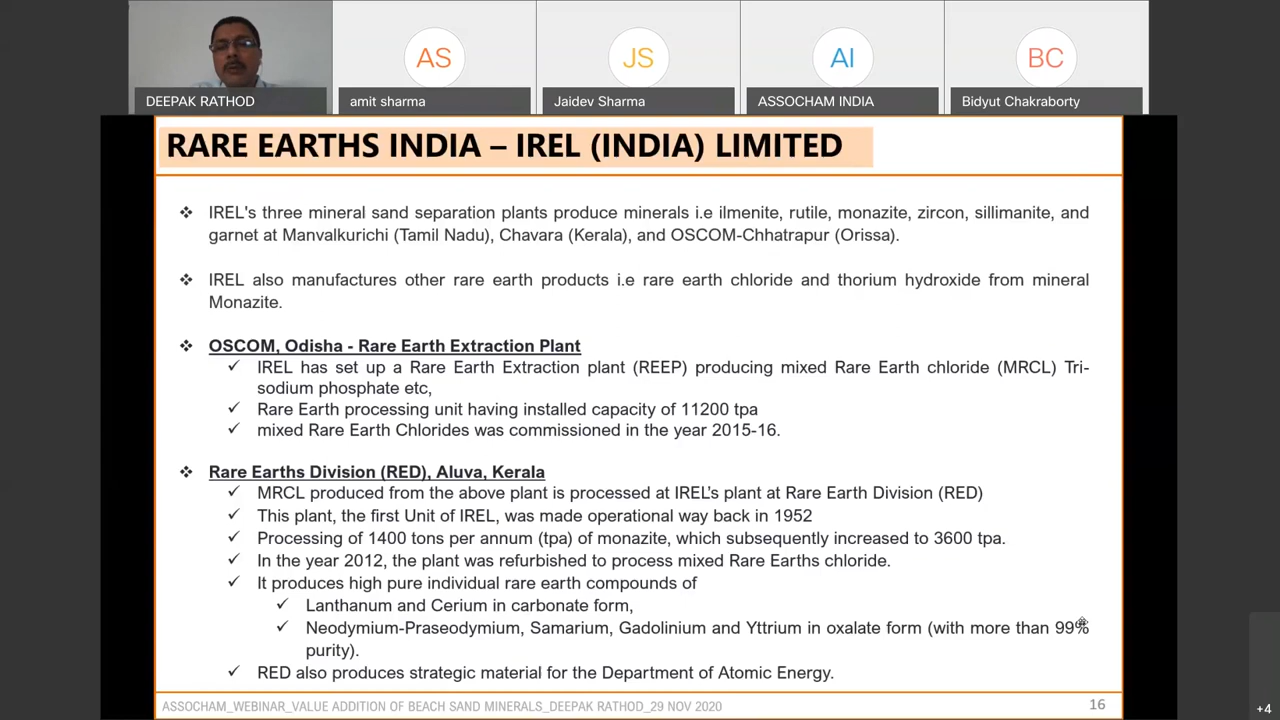 AS
JS
AI
BC
DEEPAK RATHOD
amit sharma
Jaidev Sharma
ASSOCHAM INDIA
Bidyut Chakraborty
RARE EARTHS INDIA – IREL (INDIA) LIMITED
❖ IREL's three mineral sand separation plants produce minerals i.e ilmenite, rutile, monazite, zircon, sillimanite, and
garnet at Manvalkurichi (Tamil Nadu), Chavara (Kerala), and OSCOM-Chhatrapur (Orissa).
❖ IREL also manufactures other rare earth products i.e rare earth chloride and thorium hydroxide from mineral
Monazite.
❖ OSCOM, Odisha - Rare Earth Extraction Plant
✓ IREL has set up a Rare Earth Extraction plant (REEP) producing mixed Rare Earth chloride (MRCL) Tri-
sodium phosphate etc,
✓ Rare Earth processing unit having installed capacity of 11200 tpa
✓ mixed Rare Earth Chlorides was commissioned in the year 2015-16.
❖ Rare Earths Division (RED), Aluva, Kerala
✓ MRCL produced from the above plant is processed at IREL's plant at Rare Earth Division (RED)
✓ This plant, the first Unit of IREL, was made operational way back in 1952
✓ Processing of 1400 tons per annum (tpa) of monazite, which subsequently increased to 3600 tpa.
✓ In the year 2012, the plant was refurbished to process mixed Rare Earths chloride.
✓ It produces high pure individual rare earth compounds of
✓ Lanthanum and Cerium in carbonate form,
✓ Neodymium-Praseodymium, Samarium, Gadolinium and Yttrium in oxalate form (with more than 99%
purity).
✓ RED also produces strategic material for the Department of Atomic Energy.
ASSOCHAM_WEBINAR_VALUE ADDITION OF BEACH SAND MINERALS_DEEPAK RATHOD_29 NOV 2020
16
+4